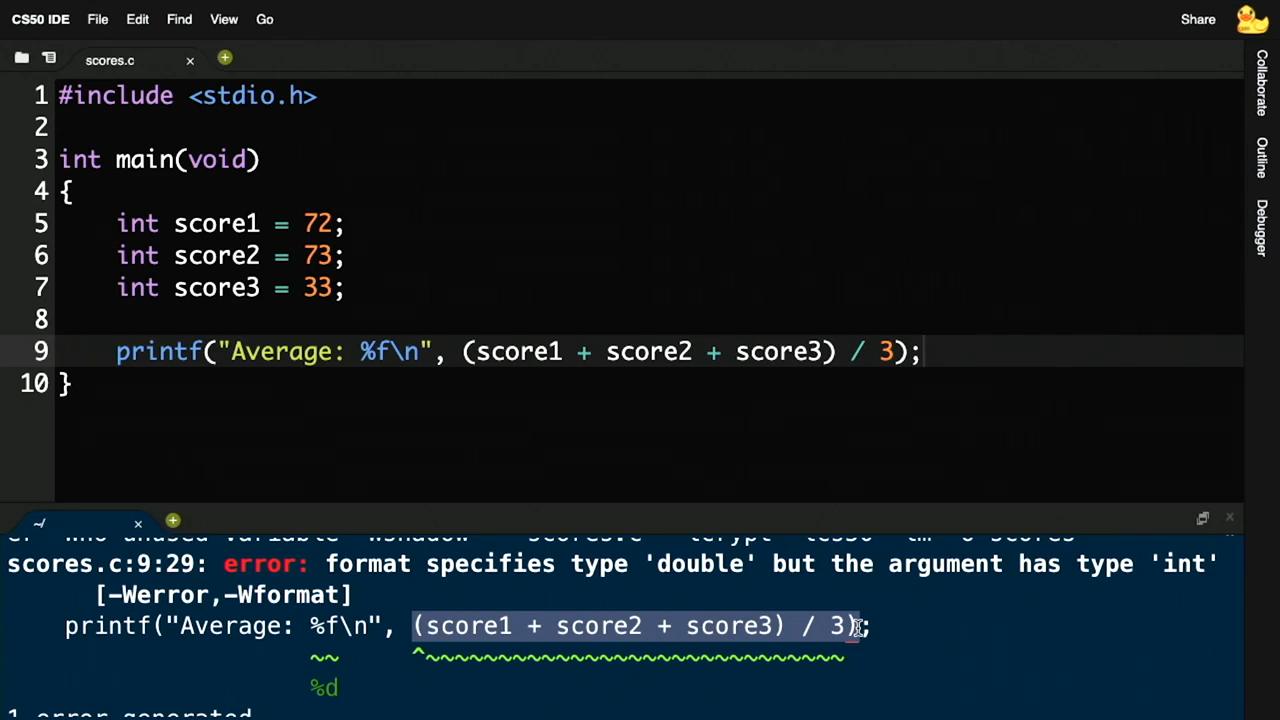 CS50 IDE File Edit Find View Go Share
scores.c
1 #include <stdio.h>
2
3 int main(void)
4 {
5 int score1 = 72;
6 int score2 = 73;
7 int score3 = 33;
8
9 printf("Average: %f\n", (score1 + score2 + score3) / 3);
10 }
Collaborate
Outline
Debugger
~/
scores.c:9:29: error: format specifies type 'double' but the argument has type 'int'
[-Werror,-Wformat]
printf("Average: %f\n", (score1 + score2 + score3) / 3);
~~ ^~~~~~~~~~~~~~~~~~~~~~~~~~~~~
%d
1 error generated